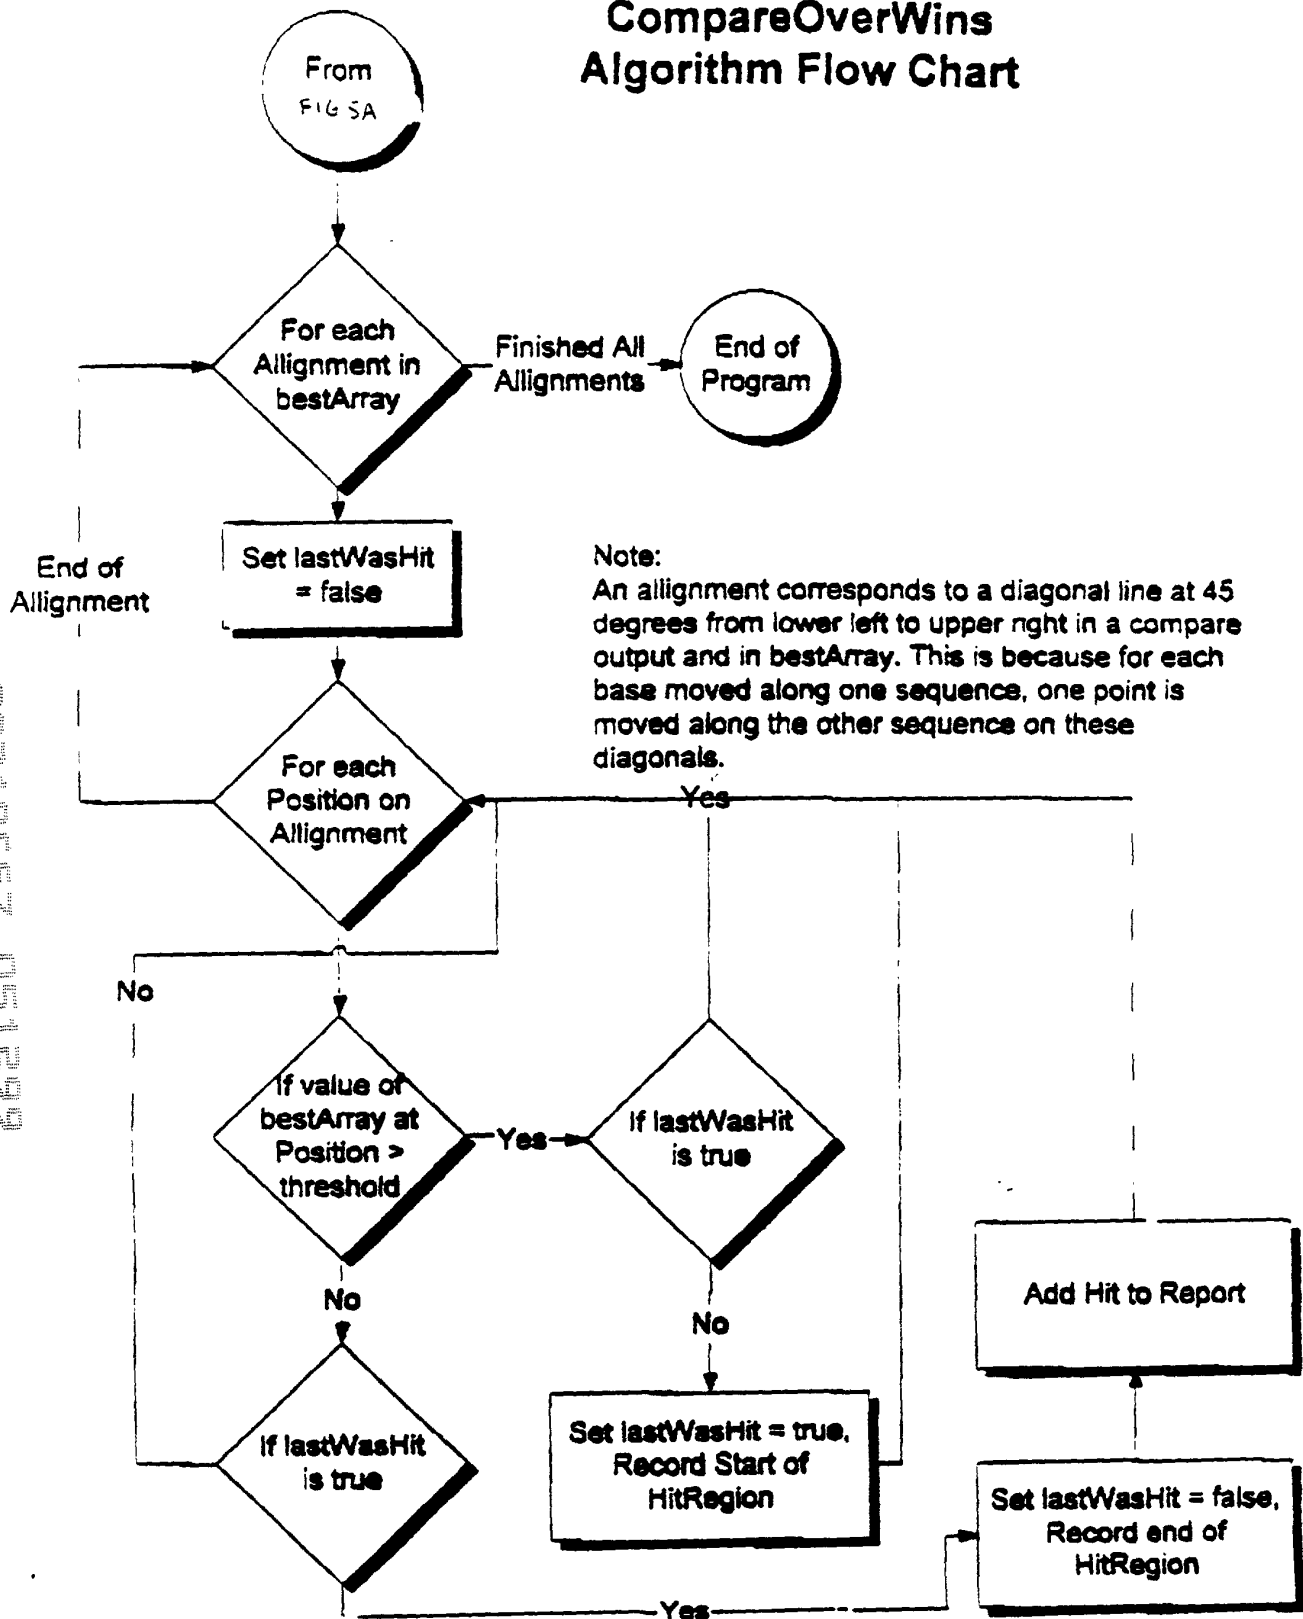 CompareOverWins
Algorithm Flow Chart
From
FIG 5A
For each
Allignment in
bestArray
Finished All
Allignments
End of
Program
Set lastWasHit
= false
End of
Allignment
Note:
An allignment corresponds to a diagonal line at 45
degrees from lower left to upper right in a compare
output and in bestArray. This is because for each
base moved along one sequence, one point is
moved along the other sequence on these
diagonals.
For each
Position on
Allignment
Yes
No
If value of
bestArray at
Position >
threshold
Yes
If lastWasHit
is true
No
No
Add Hit to Report
If lastWasHit
is true
Set lastWasHit = true,
Record Start of
HitRegion
Set lastWasHit = false,
Record end of
HitRegion
Yes